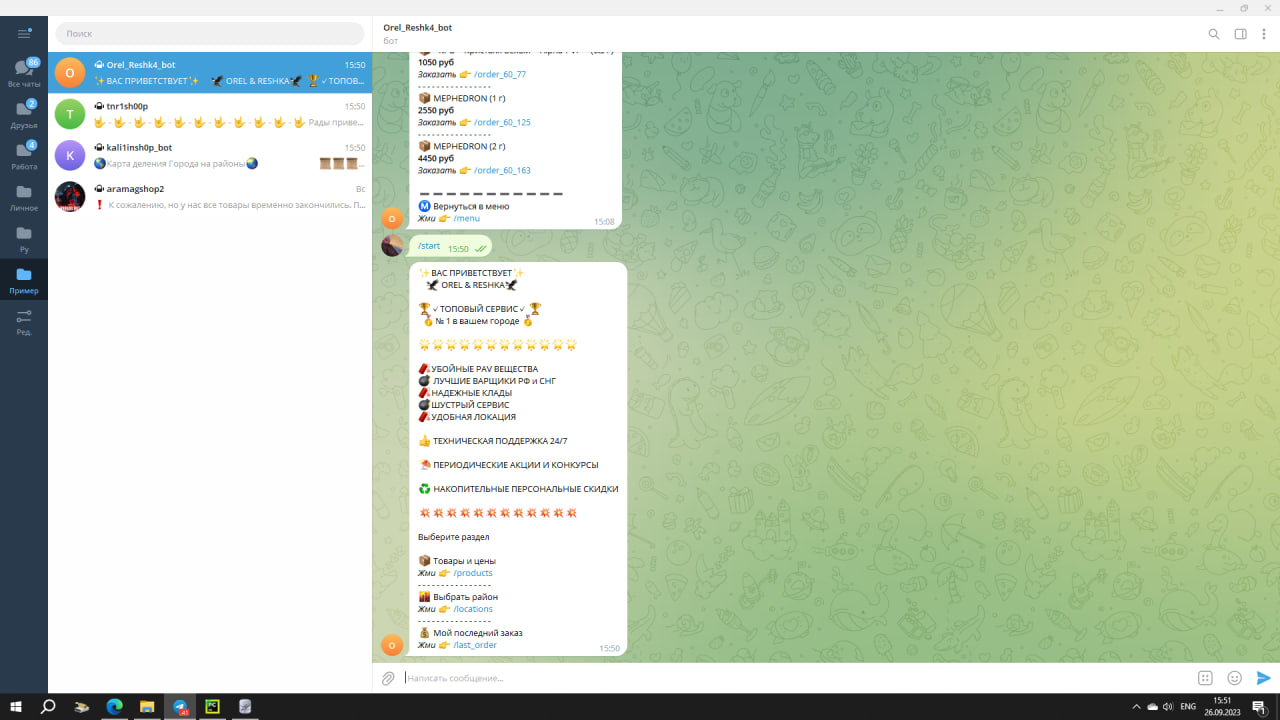 Поиск
Все чаты
86
Друзья
2
Работа
4
Личное
Ру
Пример
Ред.
Orel_Reshk4_bot
15:50
✨ВАС ПРИВЕТСТВУЕТ✨ 🦅 OREL & RESHKA🦅 🏆✓ТОПОВ...
tnr1sh00p
15:50
Рады приве...
kali1insh0p_bot
15:50
🌍Карта деления Города на районы🌍
aramagshop2
Вс
❗ К сожалению, но у нас все товары временно закончились. П...
Orel_Reshk4_bot
бот
1050 руб
Заказать 👉 /order_60_77
- - - - - - - - - - - - - - - -
📦 MEPHEDRON (1 г)
2550 руб
Заказать 👉 /order_60_125
- - - - - - - - - - - - - - - -
📦 MEPHEDRON (2 г)
4450 руб
Заказать 👉 /order_60_163
➖➖➖➖➖➖➖➖➖➖➖
Ⓜ️ Вернуться в меню
Жми 👉 /menu
15:08
/start 15:50
✨ВАС ПРИВЕТСТВУЕТ✨
🦅 OREL & RESHKA🦅
🏆✓ТОПОВЫЙ СЕРВИС✓🏆
🥇№ 1 в вашем городе🥇
🧨УБОЙНЫЕ PAV ВЕЩЕСТВА
💣 ЛУЧШИЕ ВАРЩИКИ РФ и СНГ
🧨НАДЕЖНЫЕ КЛАДЫ
💣ШУСТРЫЙ СЕРВИС
🧨УДОБНАЯ ЛОКАЦИЯ
👍 ТЕХНИЧЕСКАЯ ПОДДЕРЖКА 24/7
⛱ ПЕРИОДИЧЕСКИЕ АКЦИИ И КОНКУРСЫ
♻️ НАКОПИТЕЛЬНЫЕ ПЕРСОНАЛЬНЫЕ СКИДКИ
Выберите раздел
📦 Товары и цены
Жми 👉 /products
- - - - - - - - - - - - - - - -
🌇 Выбрать район
Жми 👉 /locations
- - - - - - - - - - - - - - - -
💰 Мой последний заказ
Жми 👉 /last_order
15:50
Написать сообщение...
ENG
15:51
26.09.2023